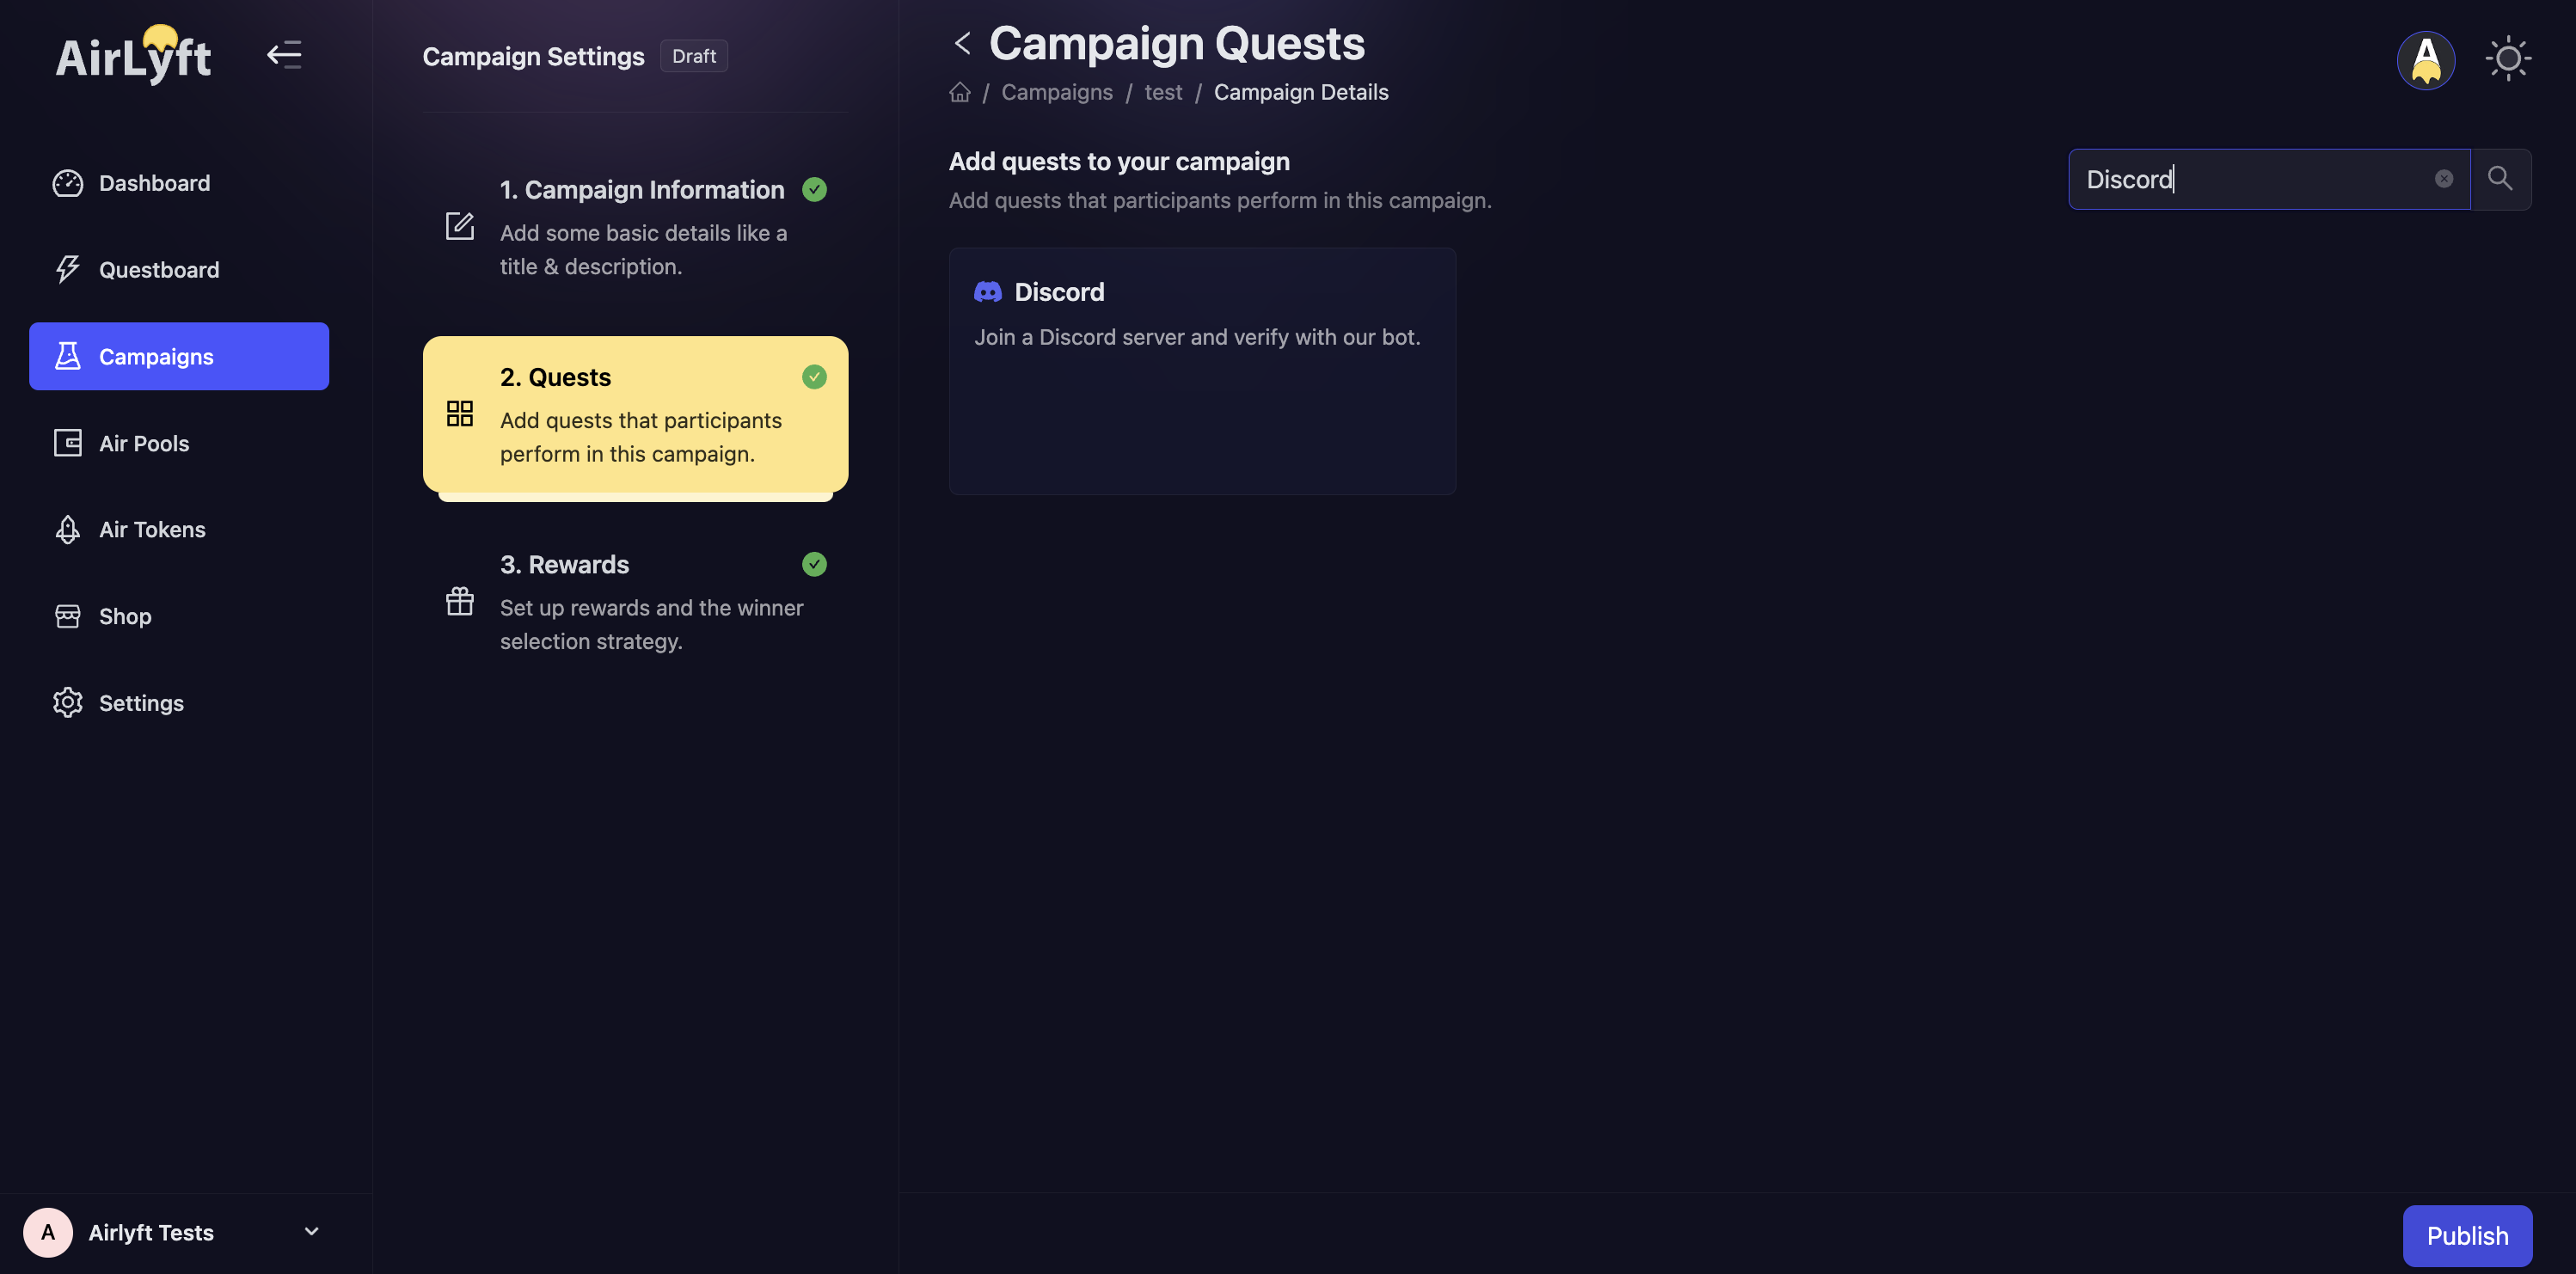 AirLyft
Dashboard
Questboard
Campaigns
Air Pools
Air Tokens
Shop
Settings
A
Airlyft Tests
Campaign Settings
Draft
1. Campaign Information
Add some basic details like a
title & description.
2. Quests
Add quests that participants
perform in this campaign.
3. Rewards
Set up rewards and the winner
selection strategy.
Campaign Quests
/ Campaigns / test / Campaign Details
A
Add quests to your campaign
Add quests that participants perform in this campaign.
Discord
Discord
Join a Discord server and verify with our bot.
Publish